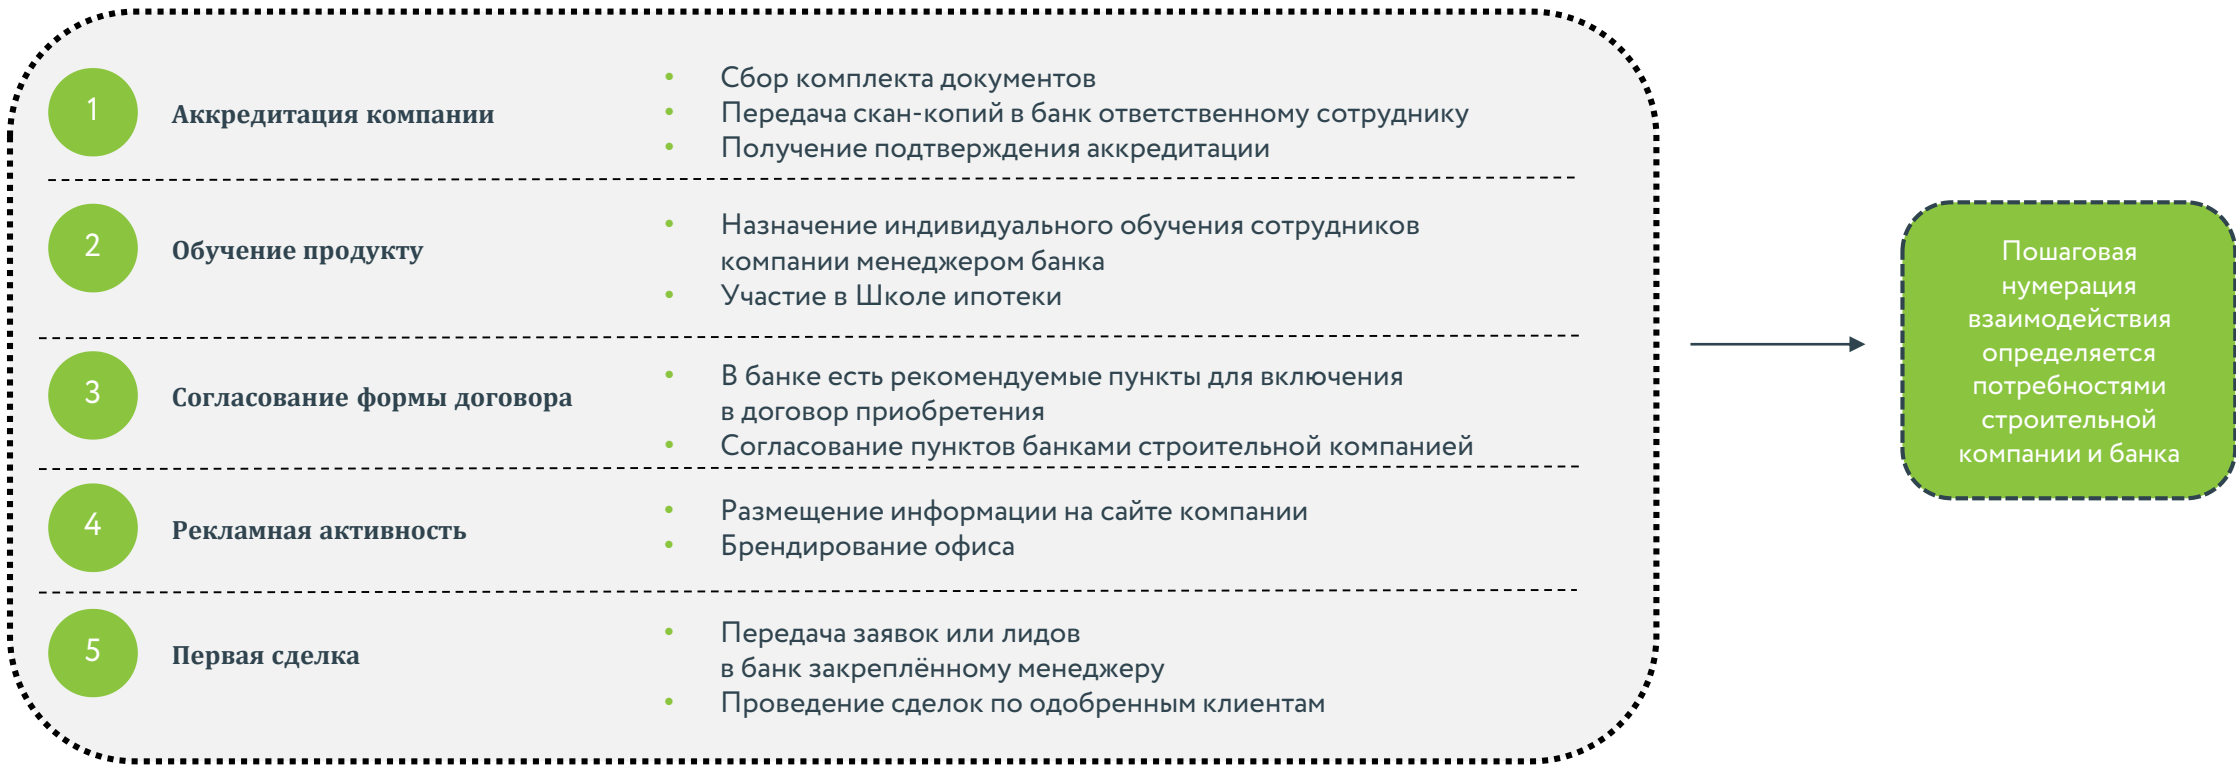 1
Аккредитация компании
• Сбор комплекта документов
• Передача скан-копий в банк ответственному сотруднику
• Получение подтверждения аккредитации
2
Обучение продукту
• Назначение индивидуального обучения сотрудников
компании менеджером банка
• Участие в Школе ипотеки
3
Согласование формы договора
• В банке есть рекомендуемые пункты для включения
в договор приобретения
• Согласование пунктов банками строительной компанией
4
Рекламная активность
• Размещение информации на сайте компании
• Брендирование офиса
5
Первая сделка
• Передача заявок или лидов
в банк закреплённому менеджеру
• Проведение сделок по одобренным клиентам
Пошаговая
нумерация
взаимодействия
определяется
потребностями
строительной
компании и банка